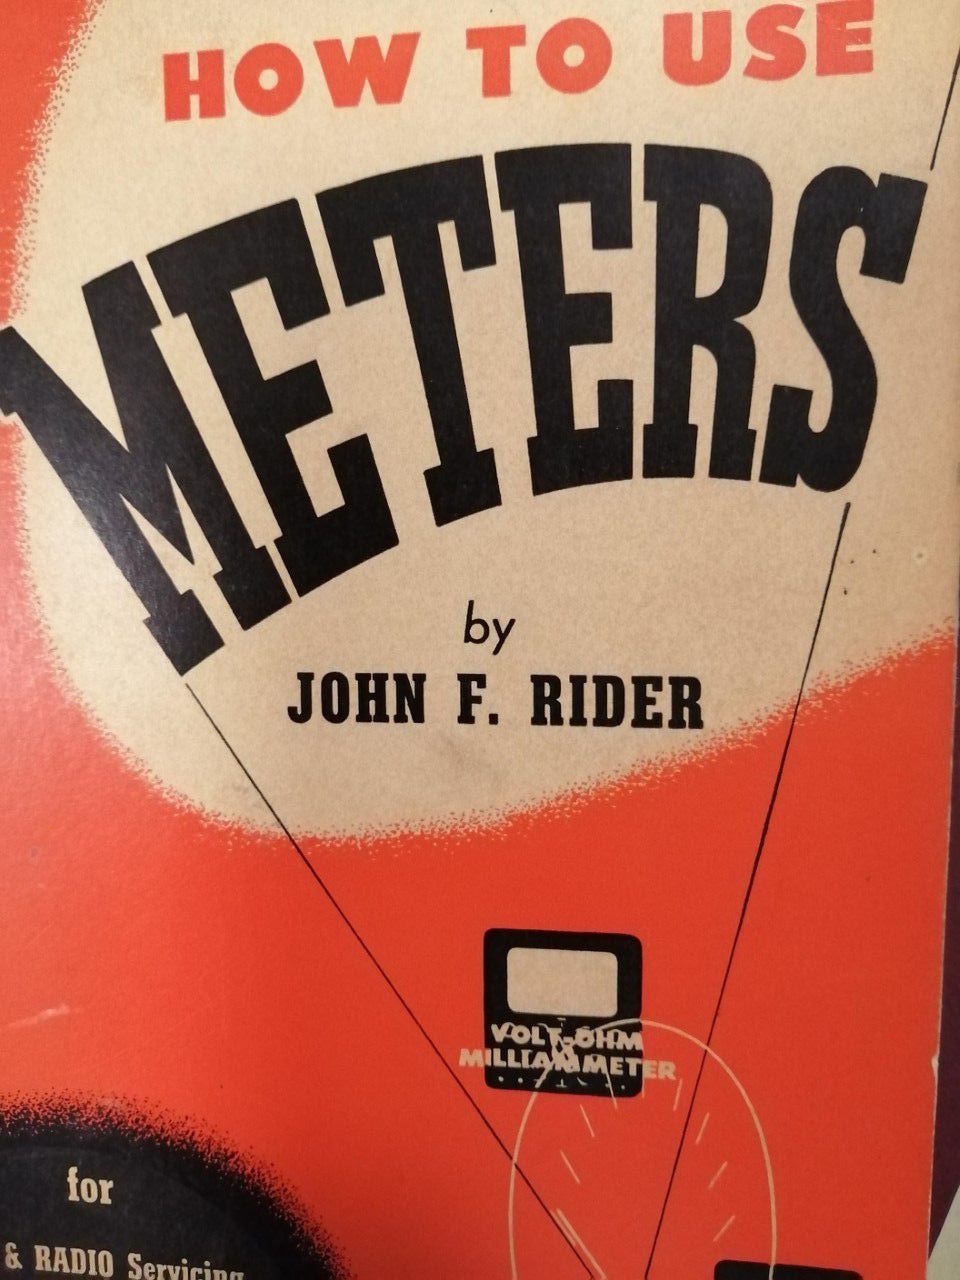 HOW TO USE
METERS
by
JOHN F. RIDER
VOLT-OHM
MILLIAMMETER
for
& RADIO Servicing